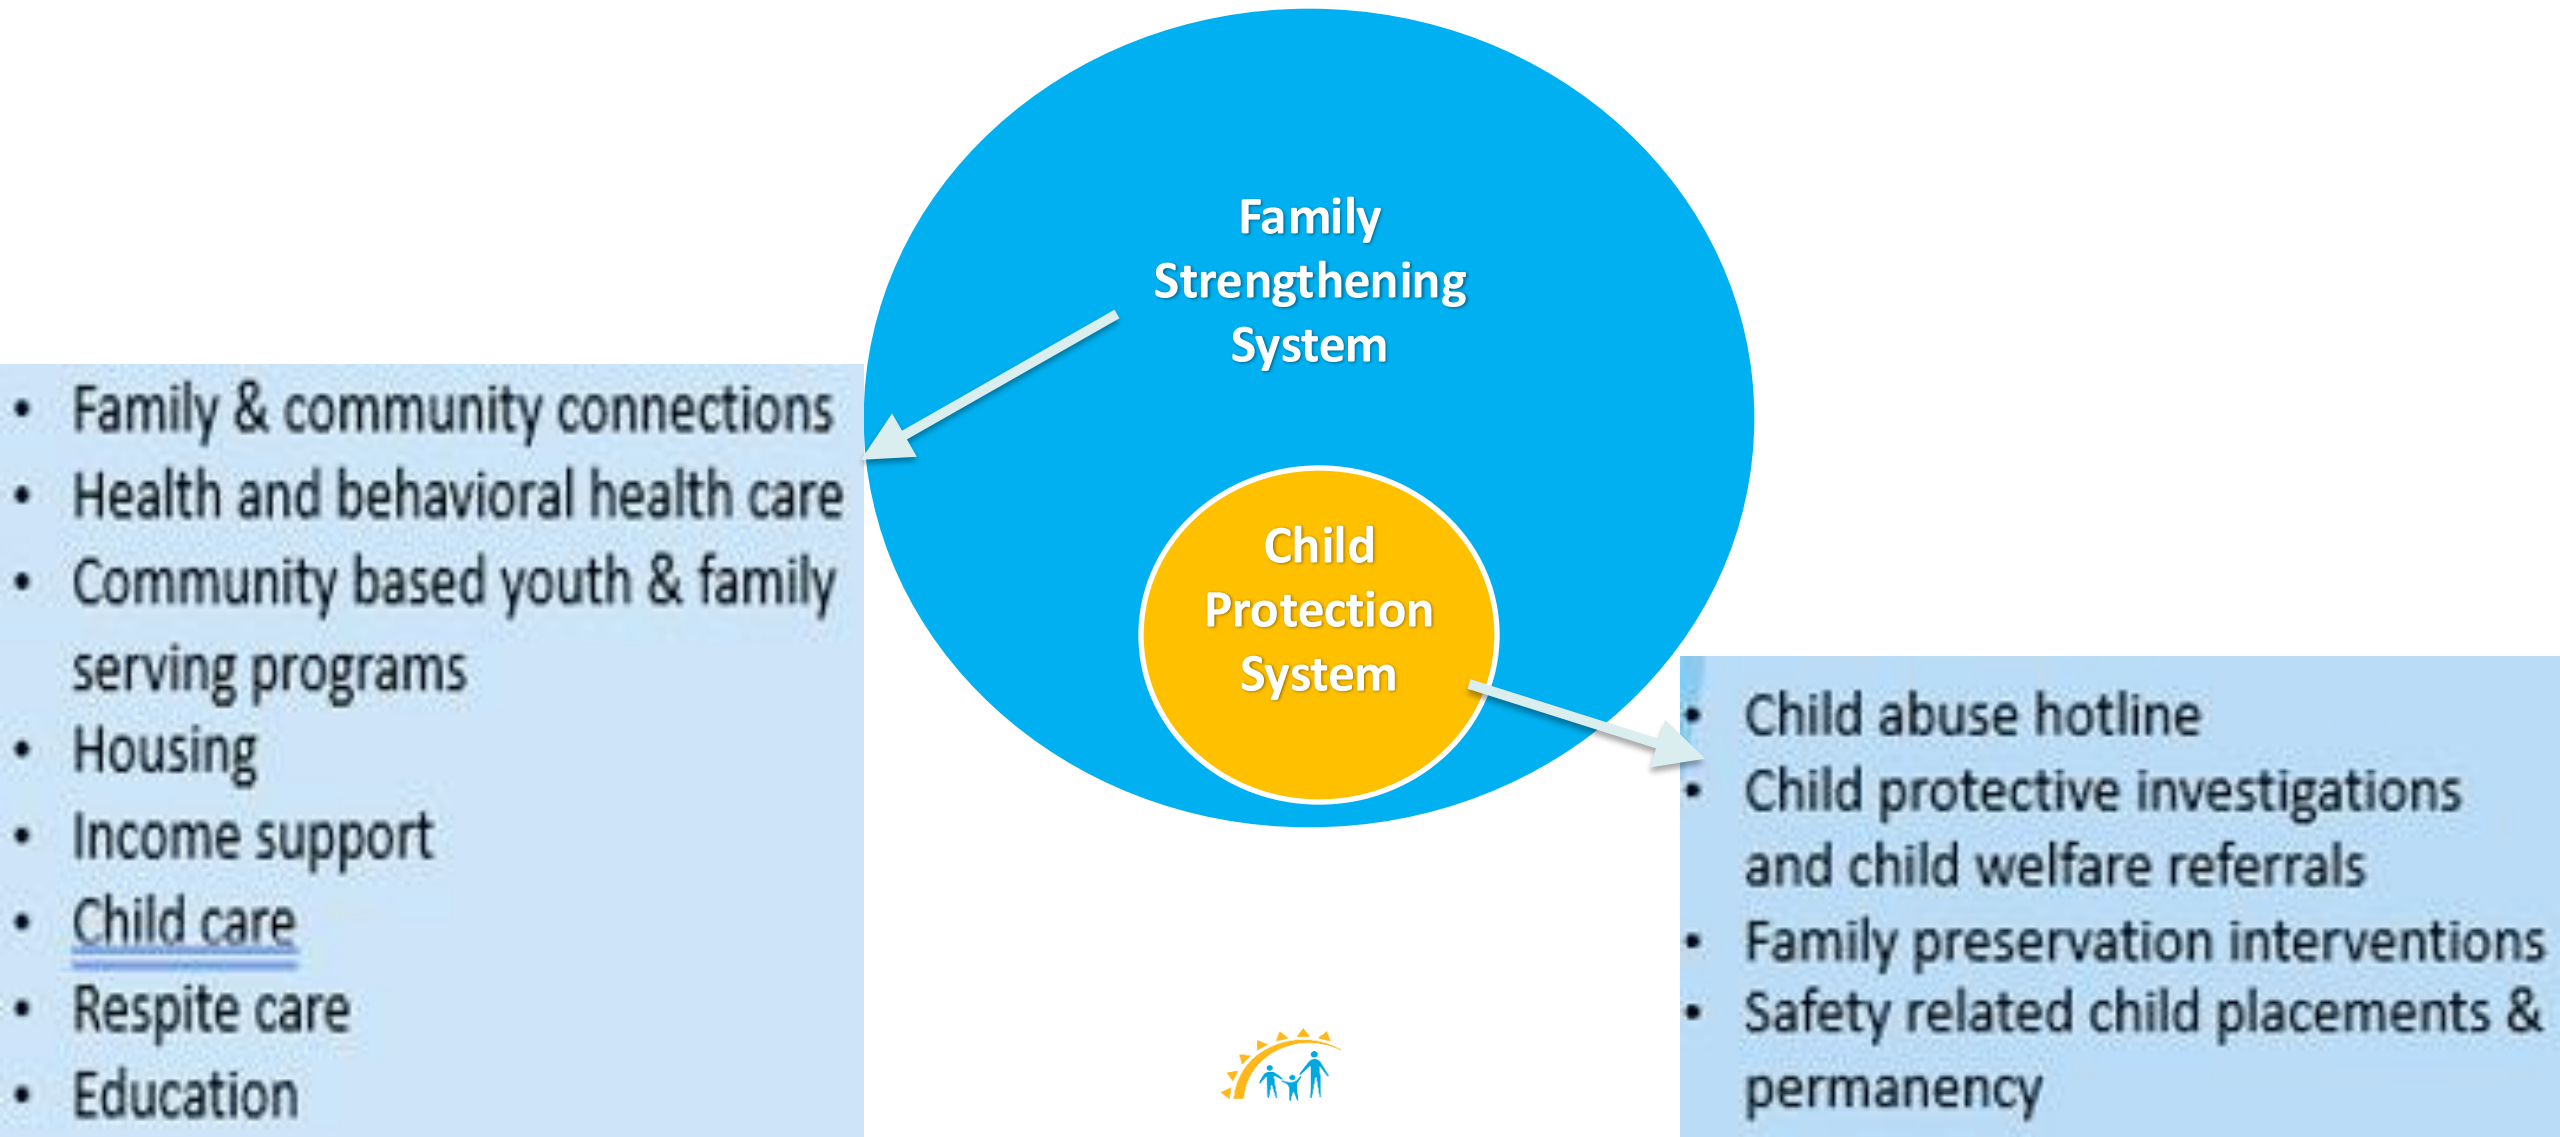 Family
Strengthening
System
Child
Protection
System
• Family & community connections
• Health and behavioral health care
• Community based youth & family
serving programs
• Housing
• Income support
• Child care
• Respite care
• Education
• Child abuse hotline
• Child protective investigations
and child welfare referrals
• Family preservation interventions
• Safety related child placements &
permanency